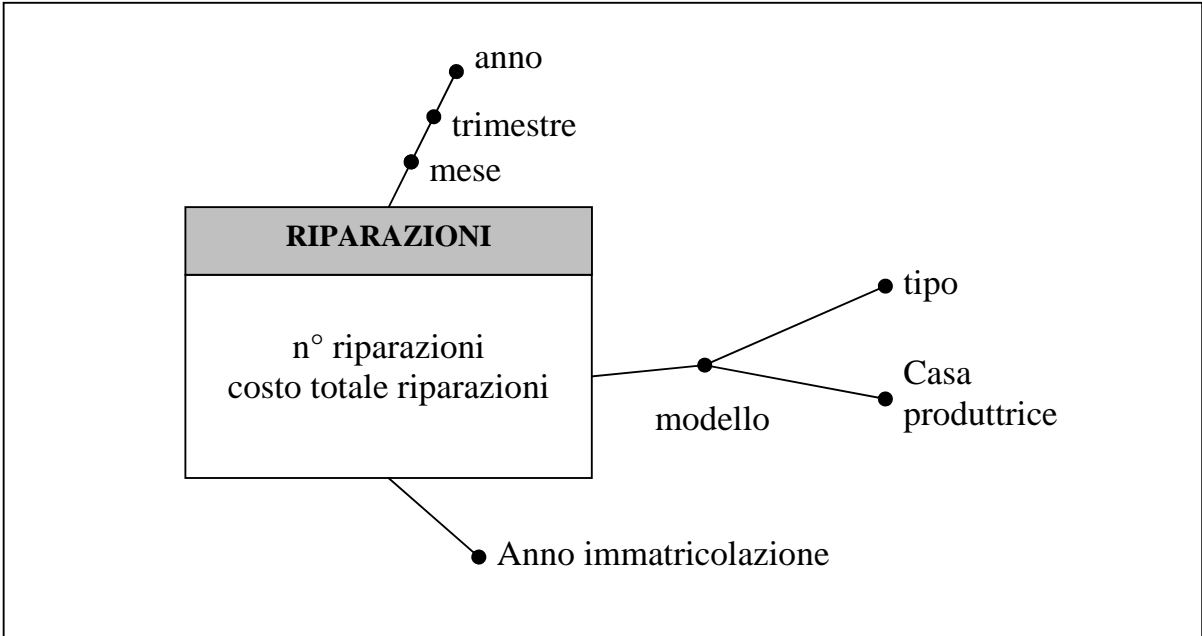 anno
trimestre
mese
RIPARAZIONI
n° riparazioni
costo totale riparazioni
tipo
Casa
produttrice
modello
Anno immatricolazione